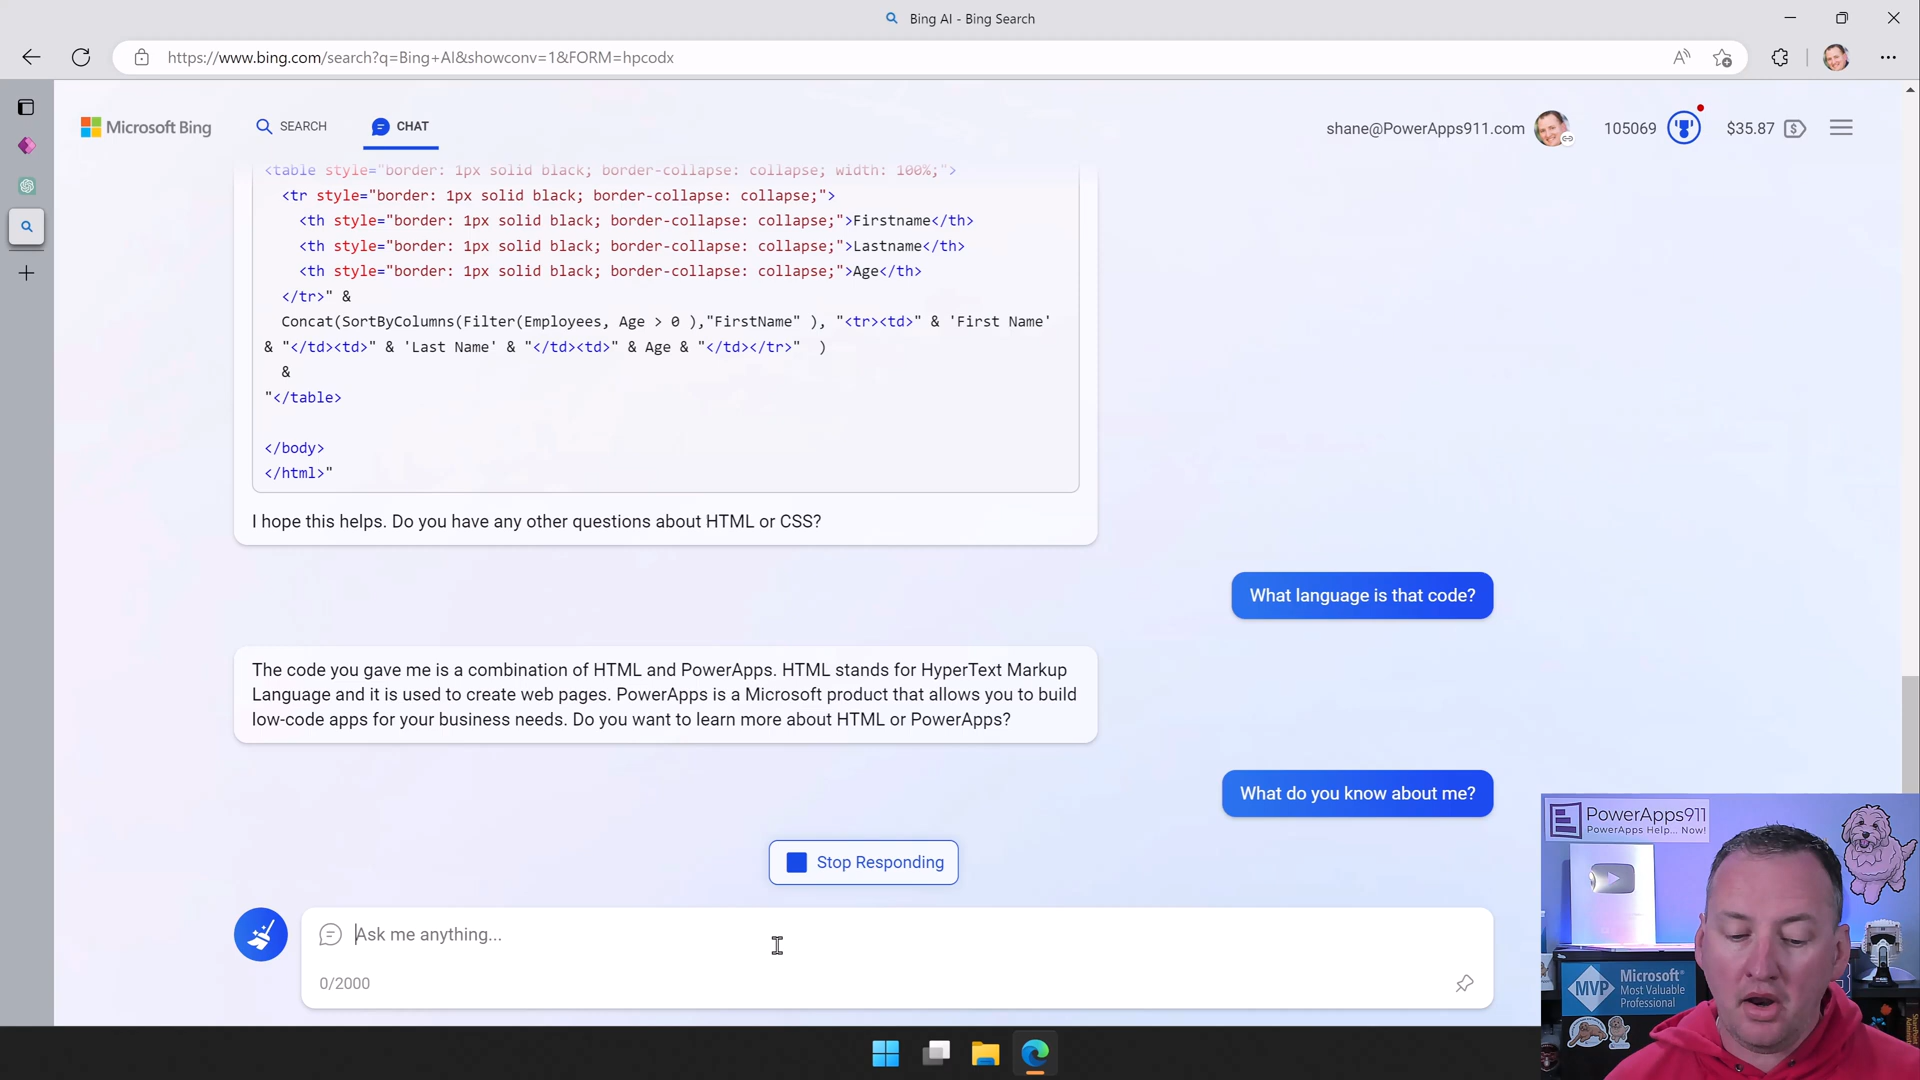 Bing AI - Bing Search
https://www.bing.com/search?q=Bing+AI&showconv=1&FORM=hpcodx
Microsoft Bing
SEARCH
CHAT
shane@PowerApps911.com
105069
$35.87
<table style="border: 1px solid black; border-collapse: collapse; width: 100%;">
<tr style="border: 1px solid black; border-collapse: collapse;">
<th style="border: 1px solid black; border-collapse: collapse;">Firstname</th>
<th style="border: 1px solid black; border-collapse: collapse;">Lastname</th>
<th style="border: 1px solid black; border-collapse: collapse;">Age</th>
</tr>" &
Concat(SortByColumns(Filter(Employees, Age > 0 ),"FirstName" ), "<tr><td>" & 'First Name'
& "</td><td>" & 'Last Name' & "</td><td>" & Age & "</td></tr>"  )
&
"</table>
</body>
</html>"
I hope this helps. Do you have any other questions about HTML or CSS?
What language is that code?
The code you gave me is a combination of HTML and PowerApps. HTML stands for HyperText Markup
Language and it is used to create web pages. PowerApps is a Microsoft product that allows you to build
low-code apps for your business needs. Do you want to learn more about HTML or PowerApps?
What do you know about me?
Stop Responding
Ask me anything...
0/2000
PowerApps911
PowerApps Help... Now!
MVP
Microsoft®
Most Valuable
Professional